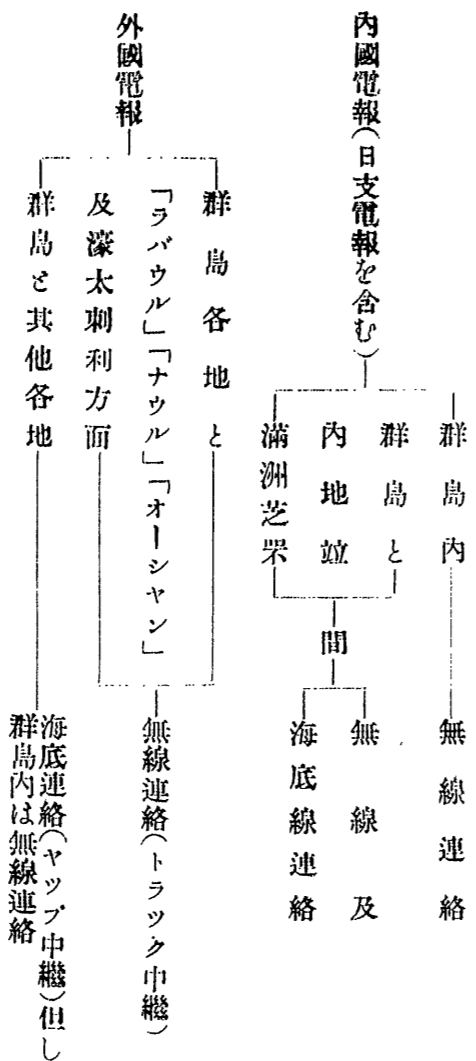 內國電報(日支電報を含む)
群島內
無線連絡
群島と
內地竝
滿洲芝罘
間
無線及
海底線連絡
外國電報
群島各地と
「ラバウル」「ナウル」「オーシャン」
及濠太刺利方面
無線連絡(トラツク中繼)
群島と其他各地
海底連絡(ヤツプ中繼)但し
群島內は無線連絡